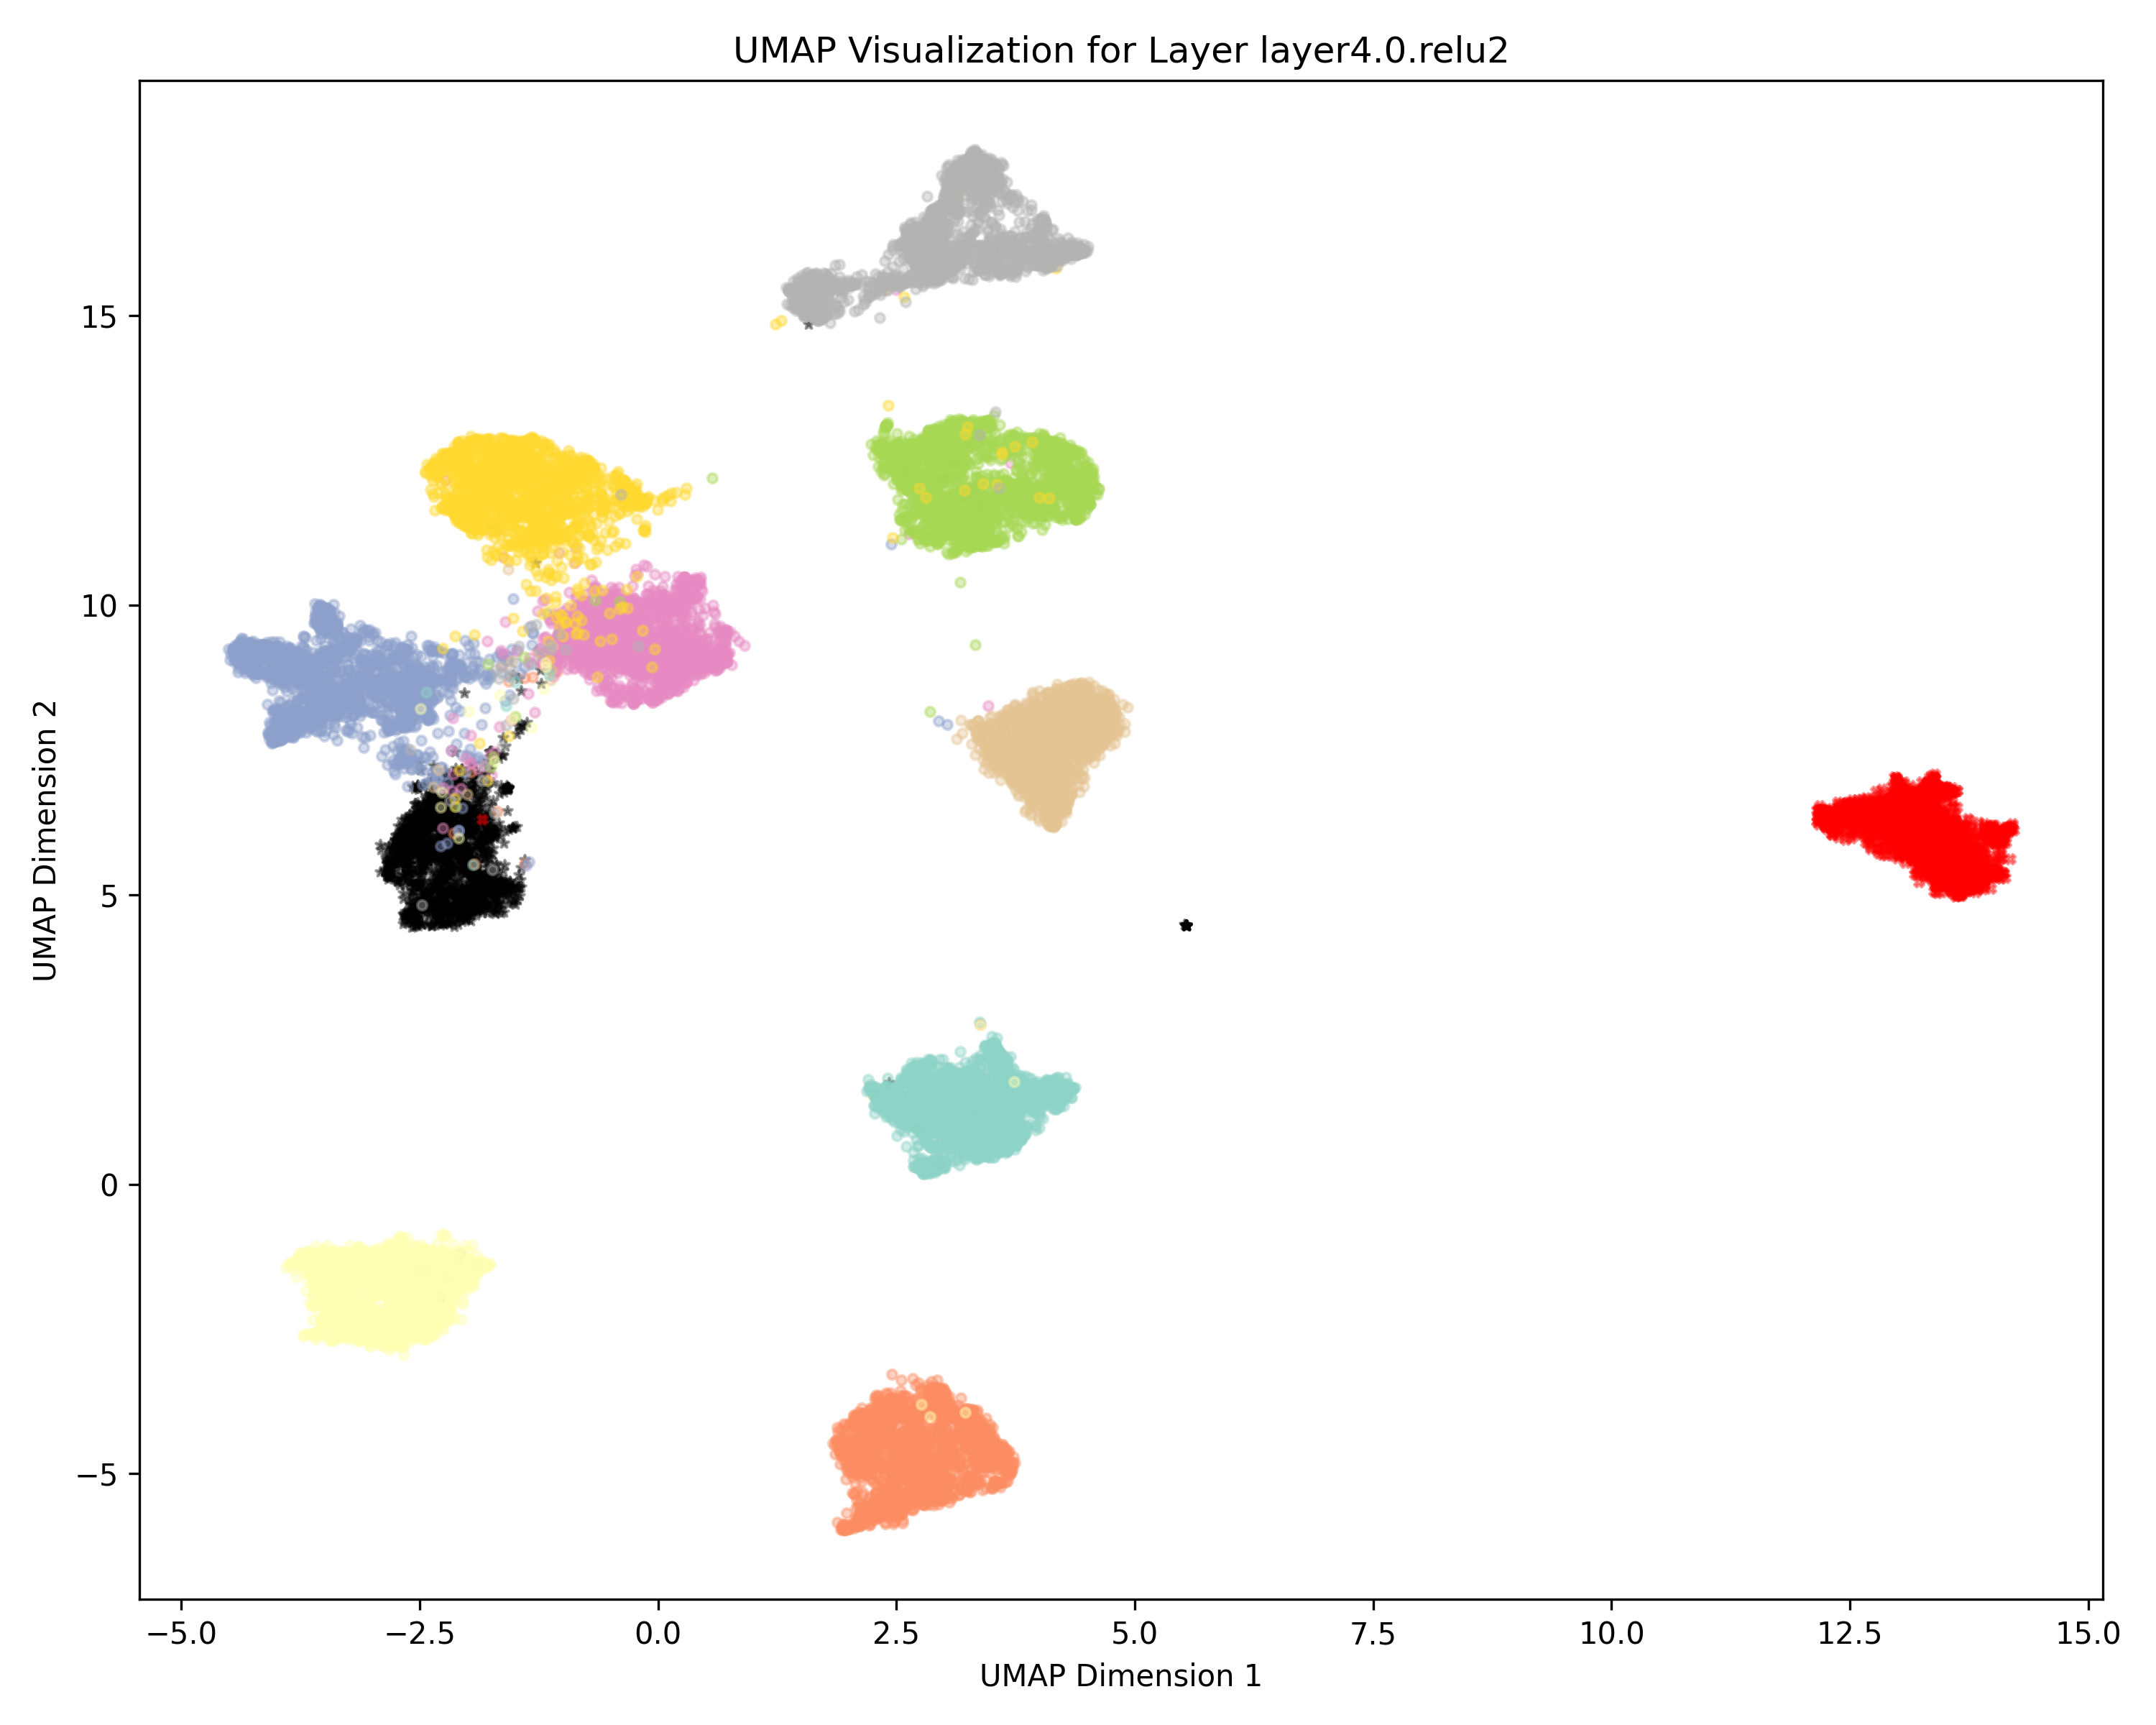 UMAP Visualization for Layer layer4.0.relu2
15
10
5
0
−5
UMAP Dimension 2
−5.0 −2.5 0.0 2.5 5.0 7.5 10.0 12.5 15.0
UMAP Dimension 1